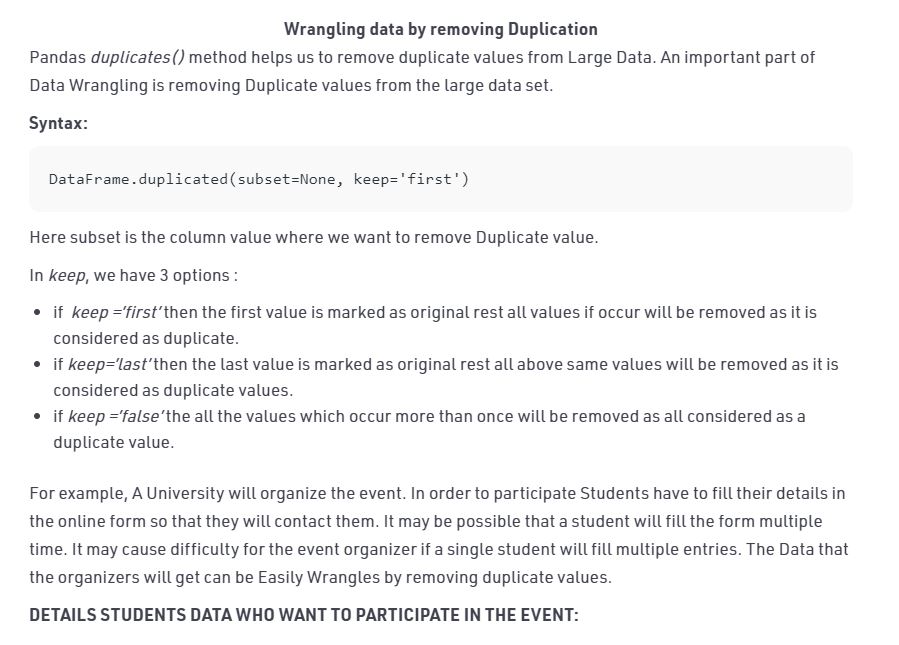 Wrangling data by removing Duplication
Pandas duplicates() method helps us to remove duplicate values from Large Data. An important part of
Data Wrangling is removing Duplicate values from the large data set.
Syntax:
DataFrame.duplicated(subset=None, keep='first')
Here subset is the column value where we want to remove Duplicate value.
In keep, we have 3 options :
• if  keep ='first' then the first value is marked as original rest all values if occur will be removed as it is
considered as duplicate.
• if keep='last' then the last value is marked as original rest all above same values will be removed as it is
considered as duplicate values.
• if keep ='false' the all the values which occur more than once will be removed as all considered as a
duplicate value.
For example, A University will organize the event. In order to participate Students have to fill their details in
the online form so that they will contact them. It may be possible that a student will fill the form multiple
time. It may cause difficulty for the event organizer if a single student will fill multiple entries. The Data that
the organizers will get can be Easily Wrangles by removing duplicate values.
DETAILS STUDENTS DATA WHO WANT TO PARTICIPATE IN THE EVENT: